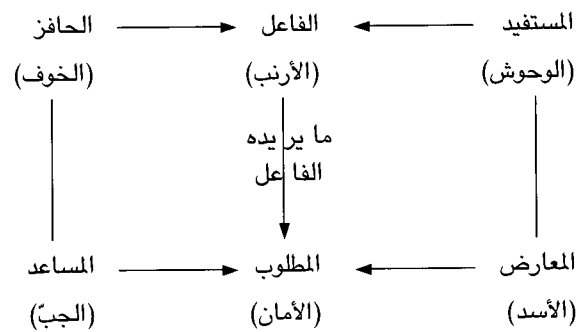 المستفيد
(الوحوش)
الفاعل
(الأرنب)
الحافز
(الخوف)
ما يريده
الفاعل
المعارض
(الأسد)
المطلوب
(الأمان)
المساعد
(الجبّ)